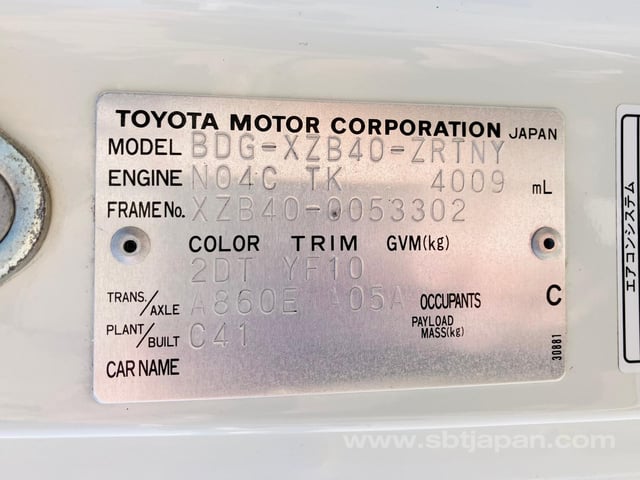 TOYOTA MOTOR CORPORATION JAPAN
MODEL BDG-XZB40-ZRTNY
ENGINE N04C TK 4009 mL
FRAME No. XZB40-0053302
COLOR TRIM GVM(kg)
2DT YF10
TRANS./AXLE A860E A05A OCCUPANTS C
PLANT/BUILT C41 PAYLOAD MASS(kg)
CAR NAME
30881
エアコンシステム
www.sbtjapan.com